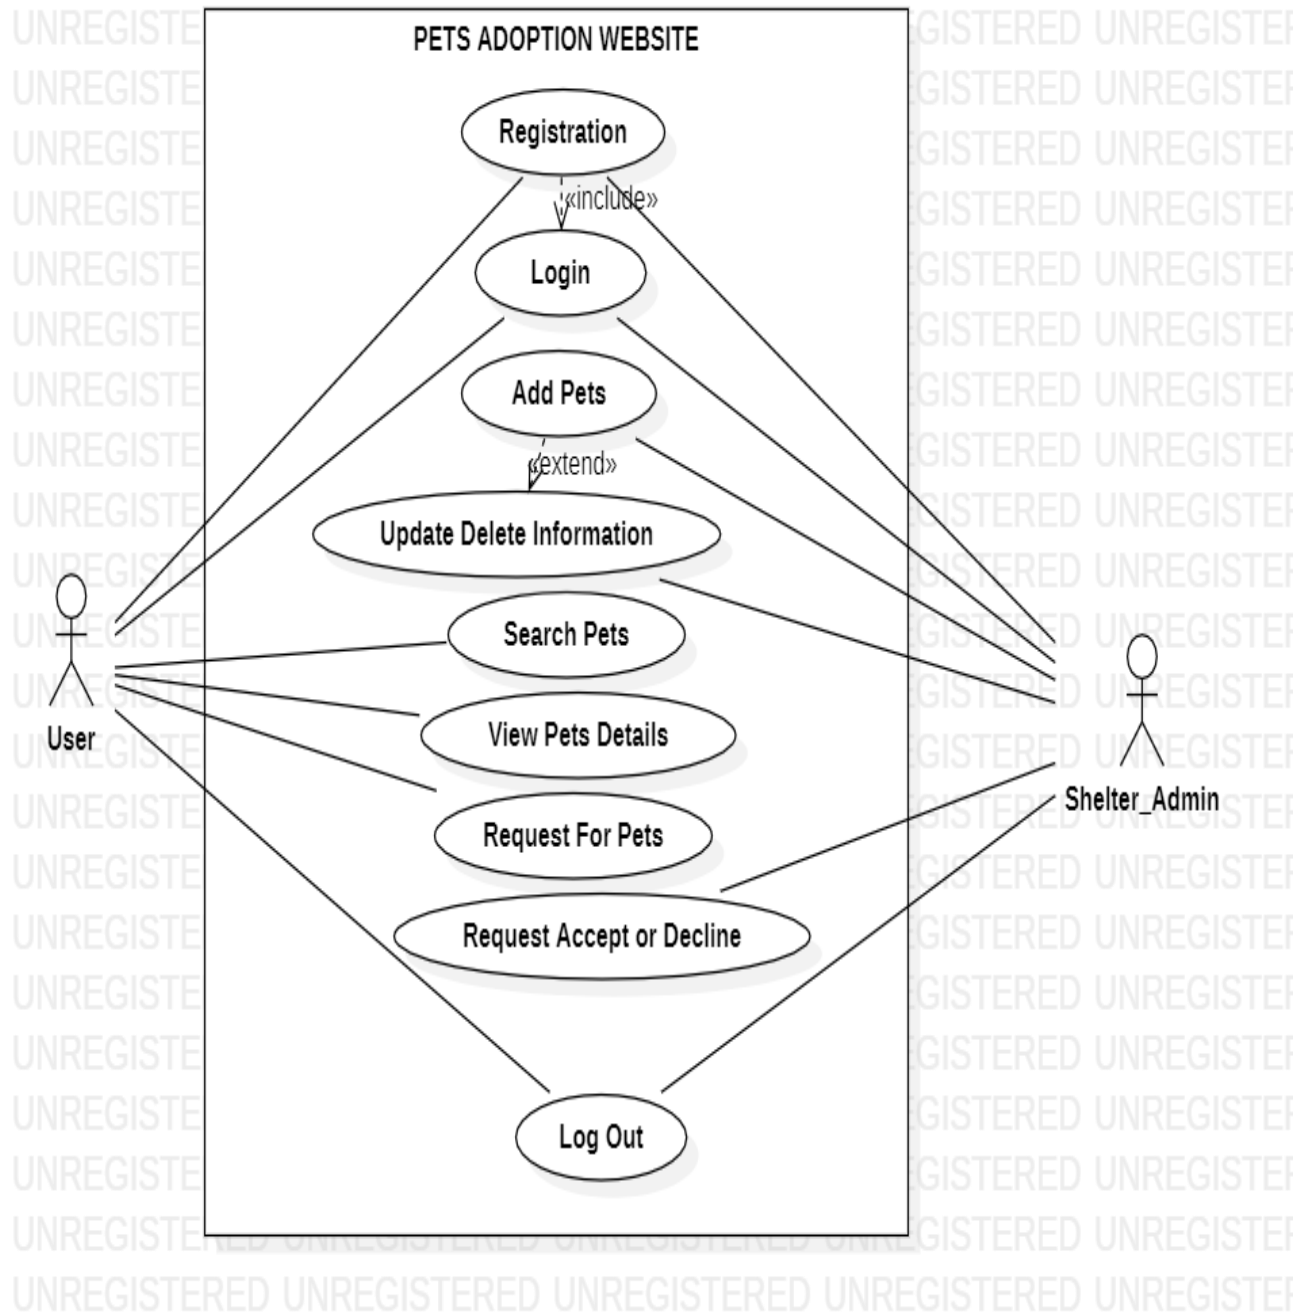 PETS ADOPTION WEBSITE
Registration
«include»
Login
Add Pets
«extend»
Update Delete Information
Search Pets
View Pets Details
User
Request For Pets
Shelter_Admin
Request Accept or Decline
Log Out
UNREGISTERED UNREGISTERED UNREGISTERED UNREGISTERED